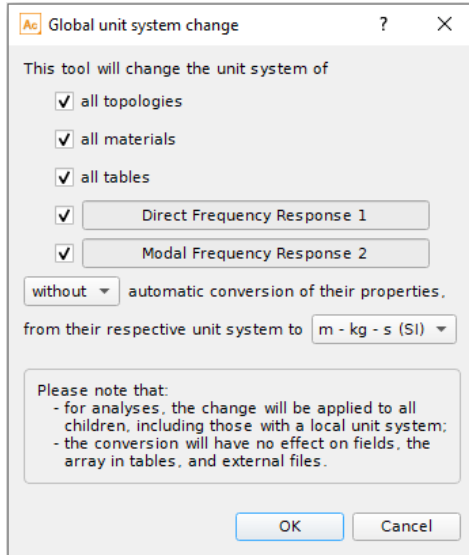 Ac Global unit system change ? ×
This tool will change the unit system of
all topologies
all materials
all tables
Direct Frequency Response 1
Modal Frequency Response 2
without automatic conversion of their properties,
from their respective unit system to m - kg - s (SI)
Please note that:
- for analyses, the change will be applied to all
children, including those with a local unit system;
- the conversion will have no effect on fields, the
array in tables, and external files.
OK Cancel